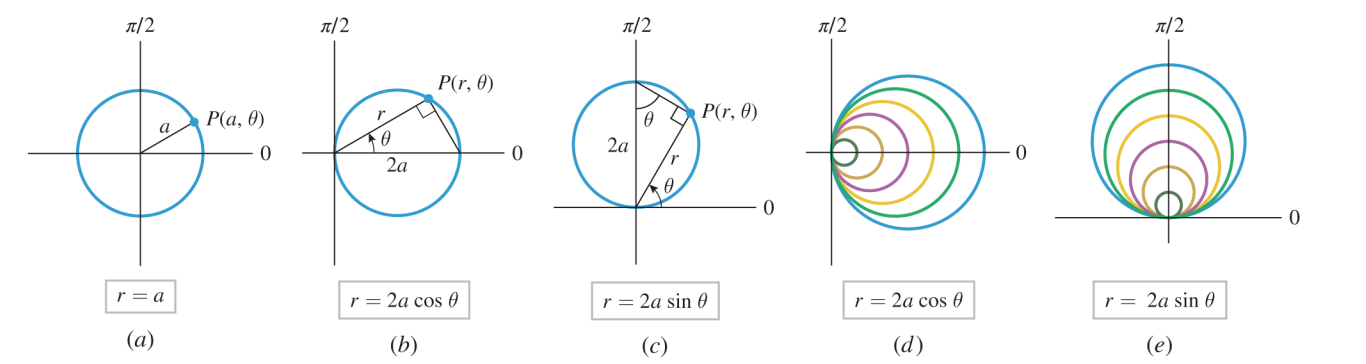 π/2
a
P(a, θ)
0
r = a
(a)
π/2
P(r, θ)
r
θ
2a
0
r = 2a cos θ
(b)
π/2
P(r, θ)
θ
2a
r
θ
0
r = 2a sin θ
(c)
π/2
0
r = 2a cos θ
(d)
π/2
0
r = 2a sin θ
(e)